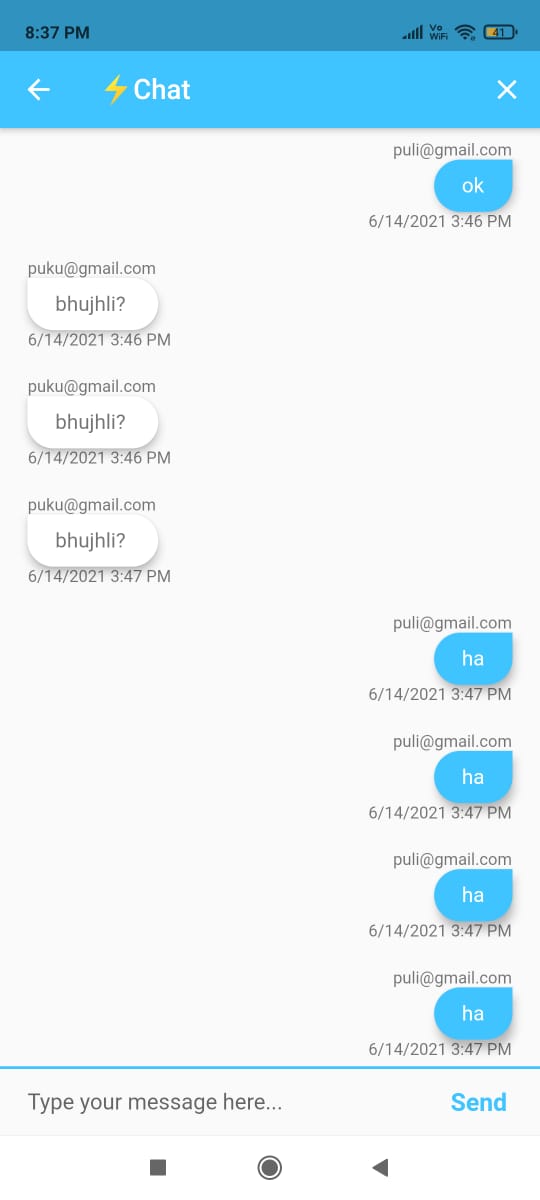 8:37 PM
Vo
WiFi
41
⚡Chat
puli@gmail.com
ok
6/14/2021 3:46 PM
puku@gmail.com
bhujhli?
6/14/2021 3:46 PM
puku@gmail.com
bhujhli?
6/14/2021 3:46 PM
puku@gmail.com
bhujhli?
6/14/2021 3:47 PM
puli@gmail.com
ha
6/14/2021 3:47 PM
puli@gmail.com
ha
6/14/2021 3:47 PM
puli@gmail.com
ha
6/14/2021 3:47 PM
puli@gmail.com
ha
6/14/2021 3:47 PM
Type your message here...
Send